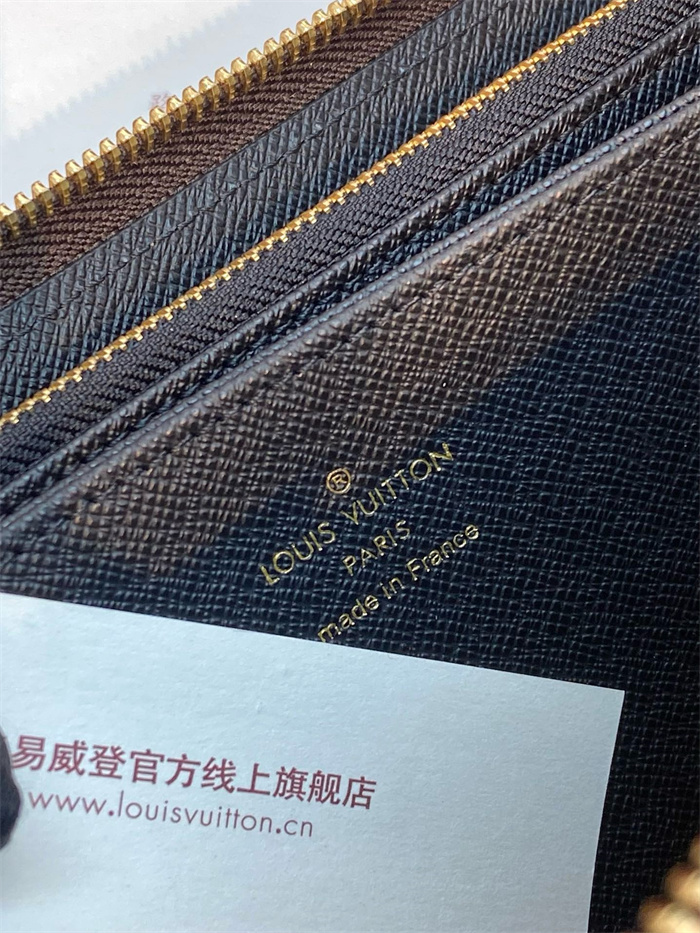 ®
LOUIS VUITTON
PARIS
made in France
易威登官方线上旗舰店
www.louisvuitton.cn